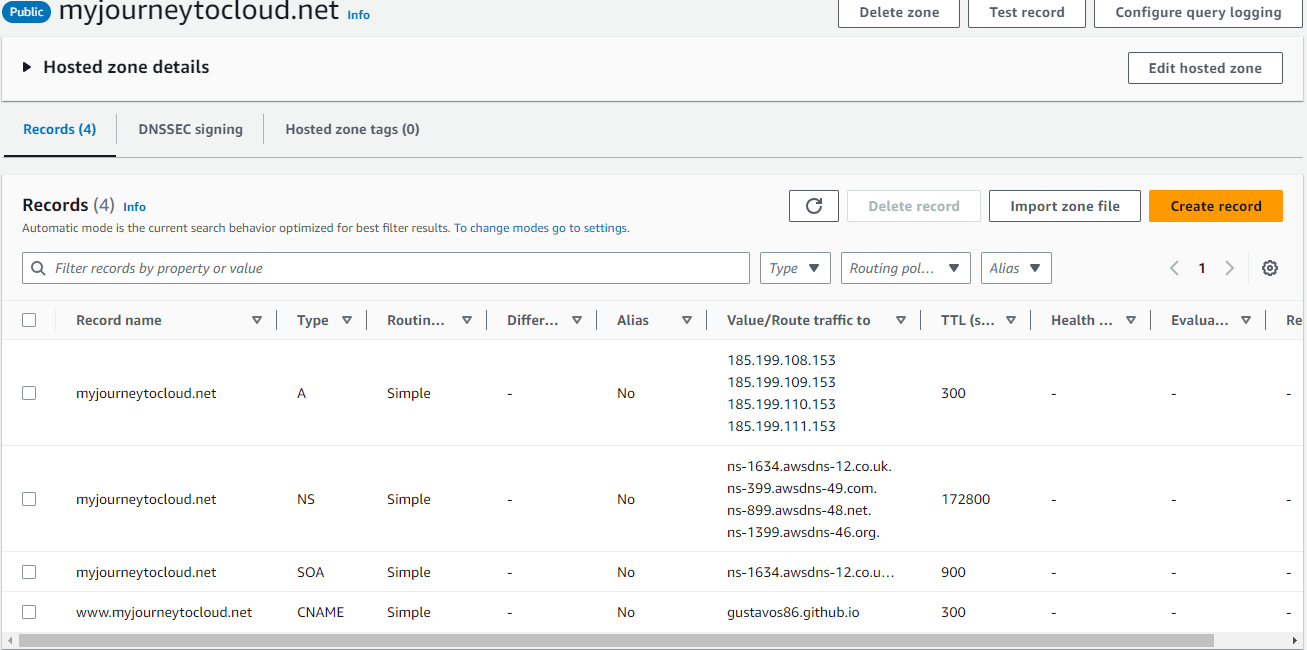 Public myjourneytocloud.net Info Delete zone Test record Configure query logging
Hosted zone details Edit hosted zone
Records (4) DNSSEC signing Hosted zone tags (0)
Records (4) Info Delete record Import zone file Create record
Automatic mode is the current search behavior optimized for best filter results. To change modes go to settings.
Filter records by property or value Type Routing pol... Alias 1
Record name Type Routin... Differ... Alias Value/Route traffic to TTL (s... Health ... Evalua... Re
185.199.108.153
185.199.109.153
myjourneytocloud.net A Simple - No 300 - - -
185.199.110.153
185.199.111.153
ns-1634.awsdns-12.co.uk.
ns-399.awsdns-49.com.
myjourneytocloud.net NS Simple - No 172800 - - -
ns-899.awsdns-48.net.
ns-1399.awsdns-46.org.
myjourneytocloud.net SOA Simple - No ns-1634.awsdns-12.co.u... 900 - - -
www.myjourneytocloud.net CNAME Simple - No gustavos86.github.io 300 - - -